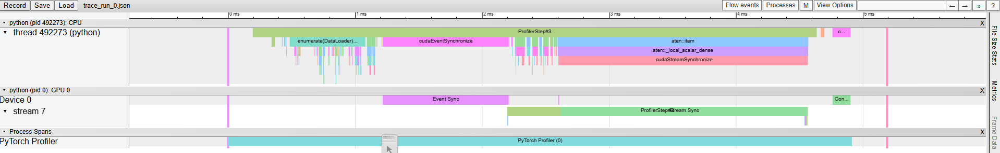 Record Save Load trace_run_0.json Flow events Processes M View Options ← → » ?
0 ms 1 ms 2 ms 3 ms 4 ms 5 ms
python (pid 492273): CPU X
thread 492273 (python) ProfilerStep#3 c...
enumerate(DataLoader)... cudaEventSynchronize aten::item
aten::_local_scalar_dense
cudaStreamSynchronize
python (pid 0): GPU 0 X
Device 0 Event Sync Con...
stream 7 Stream Sync
Process Spans X
PyTorch Profiler PyTorch Profiler (0)
File Size Stats
Metrics
Frame Data